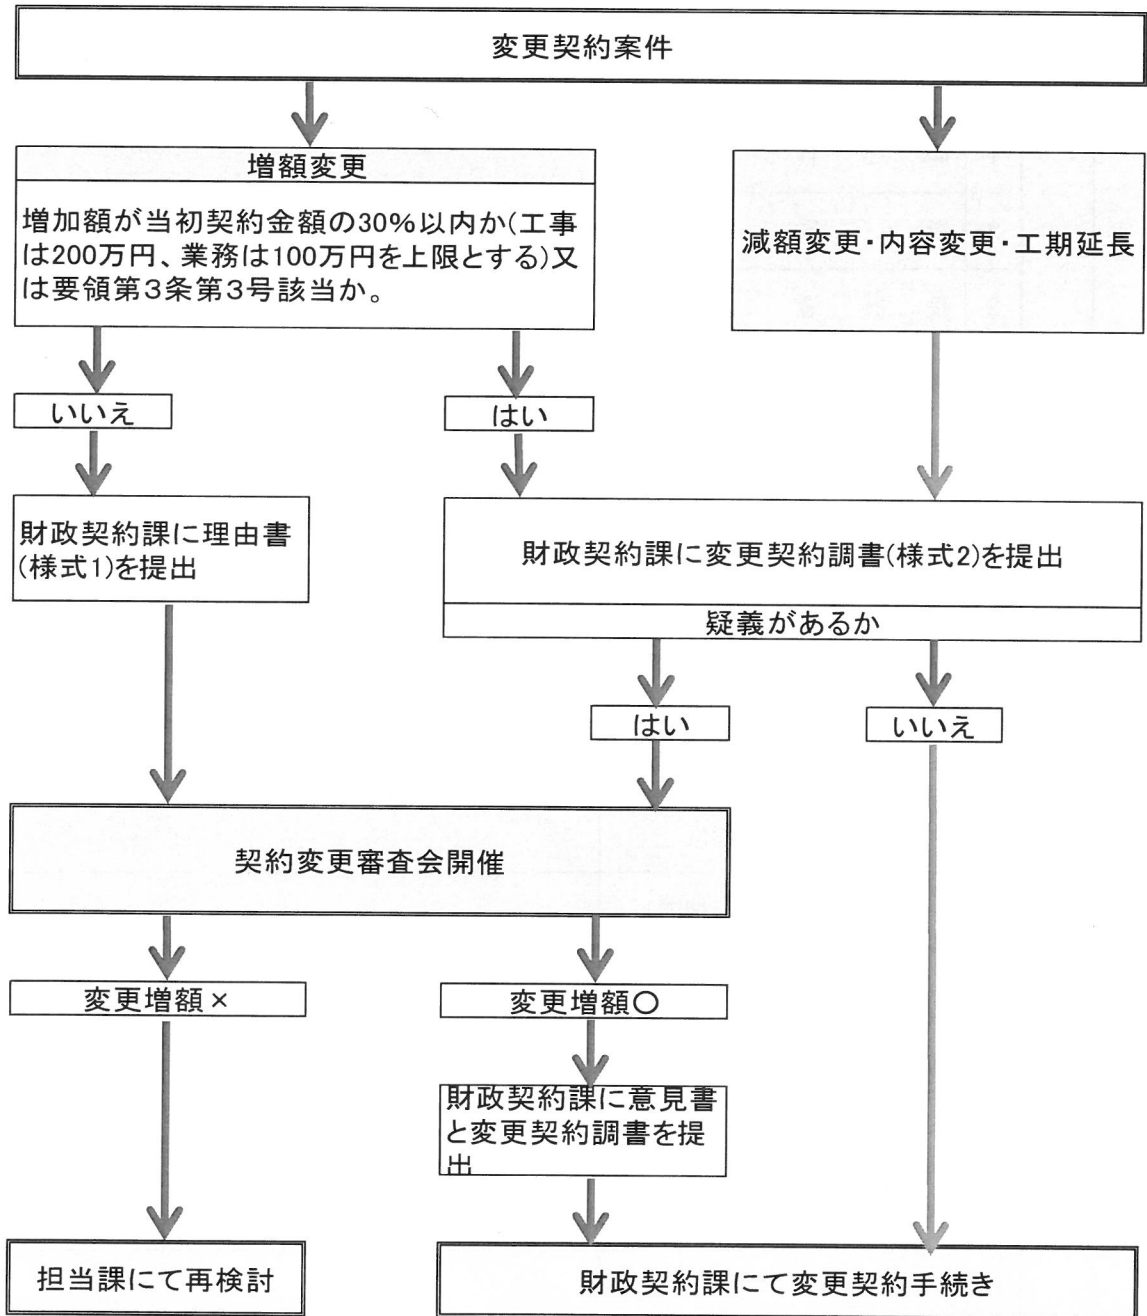 変更契約案件
増額変更
増加額が当初契約金額の30%以内か(工事
は200万円、業務は100万円を上限とする)又
は要領第3条第3号該当か。
減額変更・内容変更・工期延長
いいえ
はい
財政契約課に理由書
(様式1)を提出
財政契約課に変更契約調書(様式2)を提出
疑義があるか
はい
いいえ
契約変更審査会開催
変更増額×
変更増額〇
財政契約課に意見書
と変更契約調書を提
出
担当課にて再検討
財政契約課にて変更契約手続き